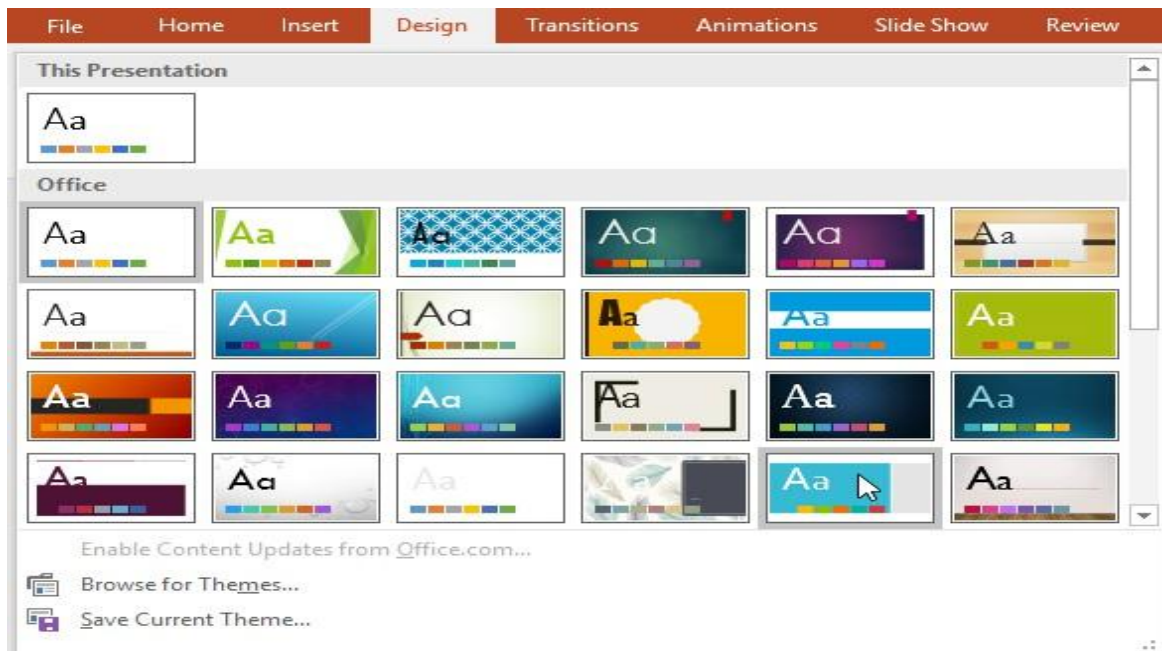 File Home Insert Design Transitions Animations Slide Show Review
This Presentation
Aa
Office
Aa Aa Aa Aa Aa Aa
Aa Aa Aa Aa Aa Aa
Aa Aa Aa Aa Aa Aa
Aa Aa Aa Aa Aa
Enable Content Updates from Office.com...
Browse for Themes...
Save Current Theme...